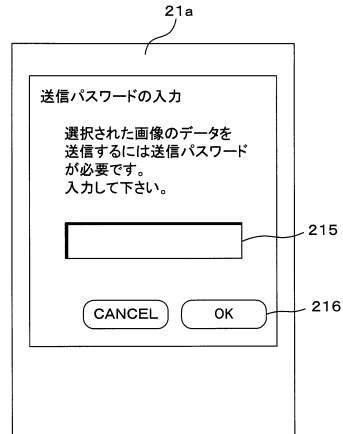 21a
送信パスワードの入力
選択された画像のデータを
送信するには送信パスワード
が必要です。
入力して下さい。
215
CANCEL OK
216